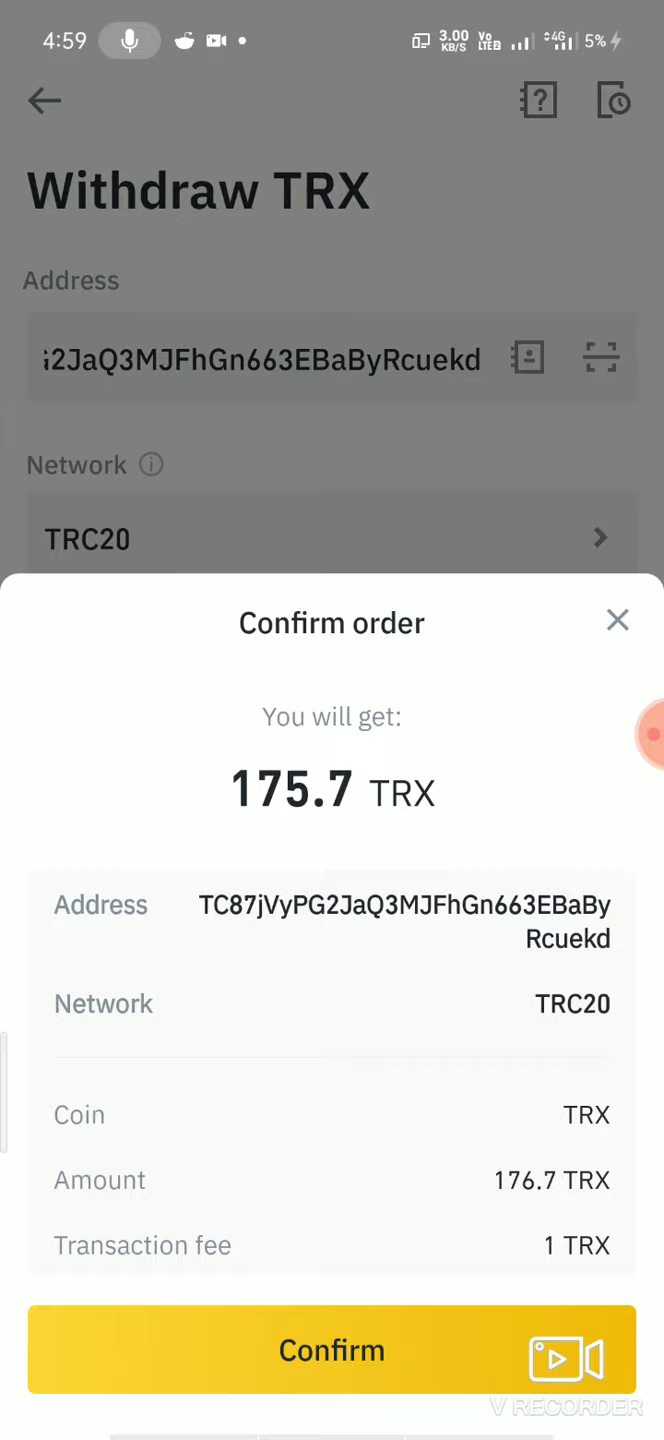 4:59 3.00 KB/S Vo LTE2 4G 5%
Withdraw TRX
Address
G2JaQ3MJFhGn663EBaByRcuekd
Network
TRC20
Confirm order
You will get:
175.7 TRX
Address TC87jVyPG2JaQ3MJFhGn663EBaBy
Rcuekd
Network TRC20
Coin TRX
Amount 176.7 TRX
Transaction fee 1 TRX
Confirm
V RECORDER